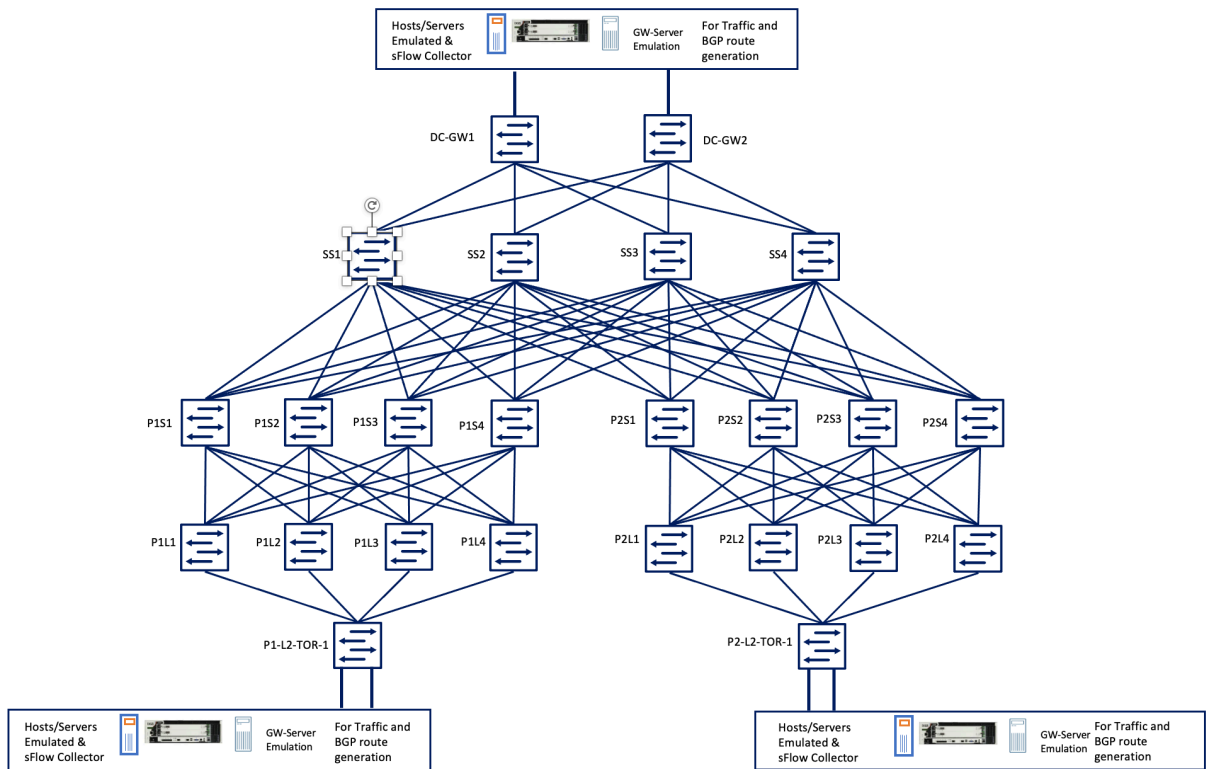 Hosts/Servers
Emulated &
sFlow Collector
GW-Server
Emulation
For Traffic and
BGP route
generation
DC-GW1
DC-GW2
SS1
SS2
SS3
SS4
P1S1
P1S2
P1S3
P1S4
P2S1
P2S2
P2S3
P2S4
P1L1
P1L2
P1L3
P1L4
P2L1
P2L2
P2L3
P2L4
P1-L2-TOR-1
P2-L2-TOR-1
Hosts/Servers
Emulated &
sFlow Collector
GW-Server
Emulation
For Traffic and
BGP route
generation
Hosts/Servers
Emulated &
sFlow Collector
GW-Server
Emulation
For Traffic and
BGP route
generation